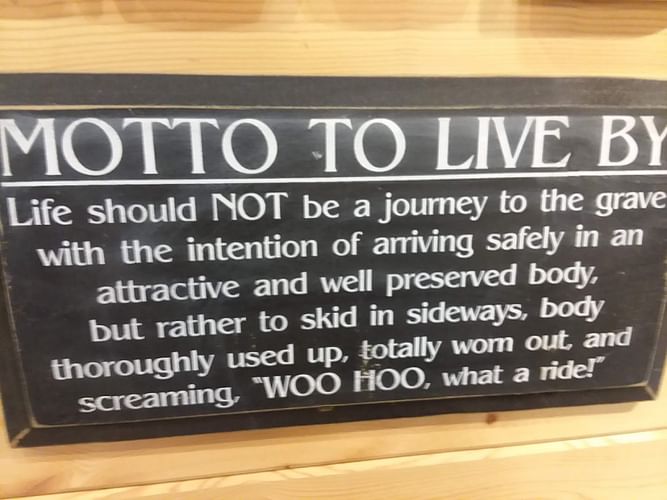 MOTTO TO LIVE BY
Life should NOT be a journey to the grave
with the intention of arriving safely in an
attractive and well preserved body,
but rather to skid in sideways, body
thoroughly used up, totally worn out, and
screaming, "WOO HOO, what a ride!"